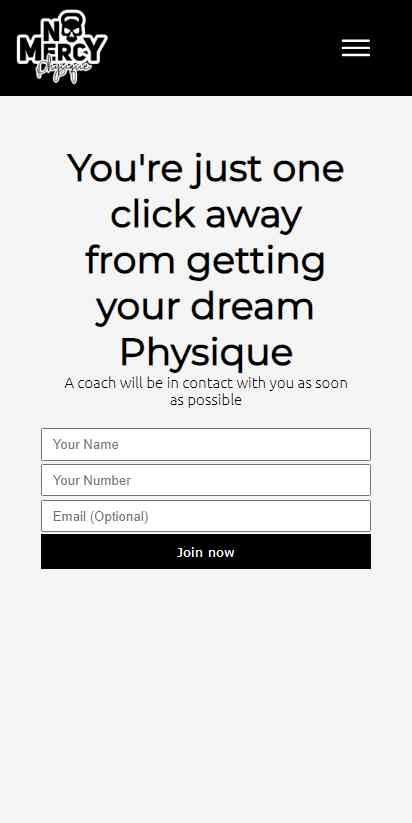 NO
MERCY
Physique
You're just one
click away
from getting
your dream
Physique
A coach will be in contact with you as soon
as possible
Your Name
Your Number
Email (Optional)
Join now